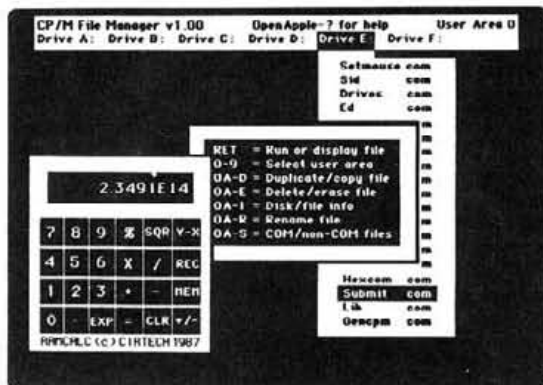 CP/M File Manager v1.00 OpenApple-? for help User Area 0
Drive A: Drive B: Drive C: Drive D: Drive E: Drive F:
Setmouse com
Sid com
Drives com
Ed com
RET = Run or display file
0-9 = Select user area
OA-D = Duplicate/copy file
OA-E = Delete/erase file
OA-I = Disk/file info
OA-R = Rename file
OA-S = COM/non-COM files
2.3491E14
7 8 9 % SQR Y-X
4 5 6 X / REC
1 2 3 + - MEM
0 . EXP = CLR +/-
RAMCALC (c) CIRTECH 1987
Hexcom com
Submit com
Lib com
Gencpm com